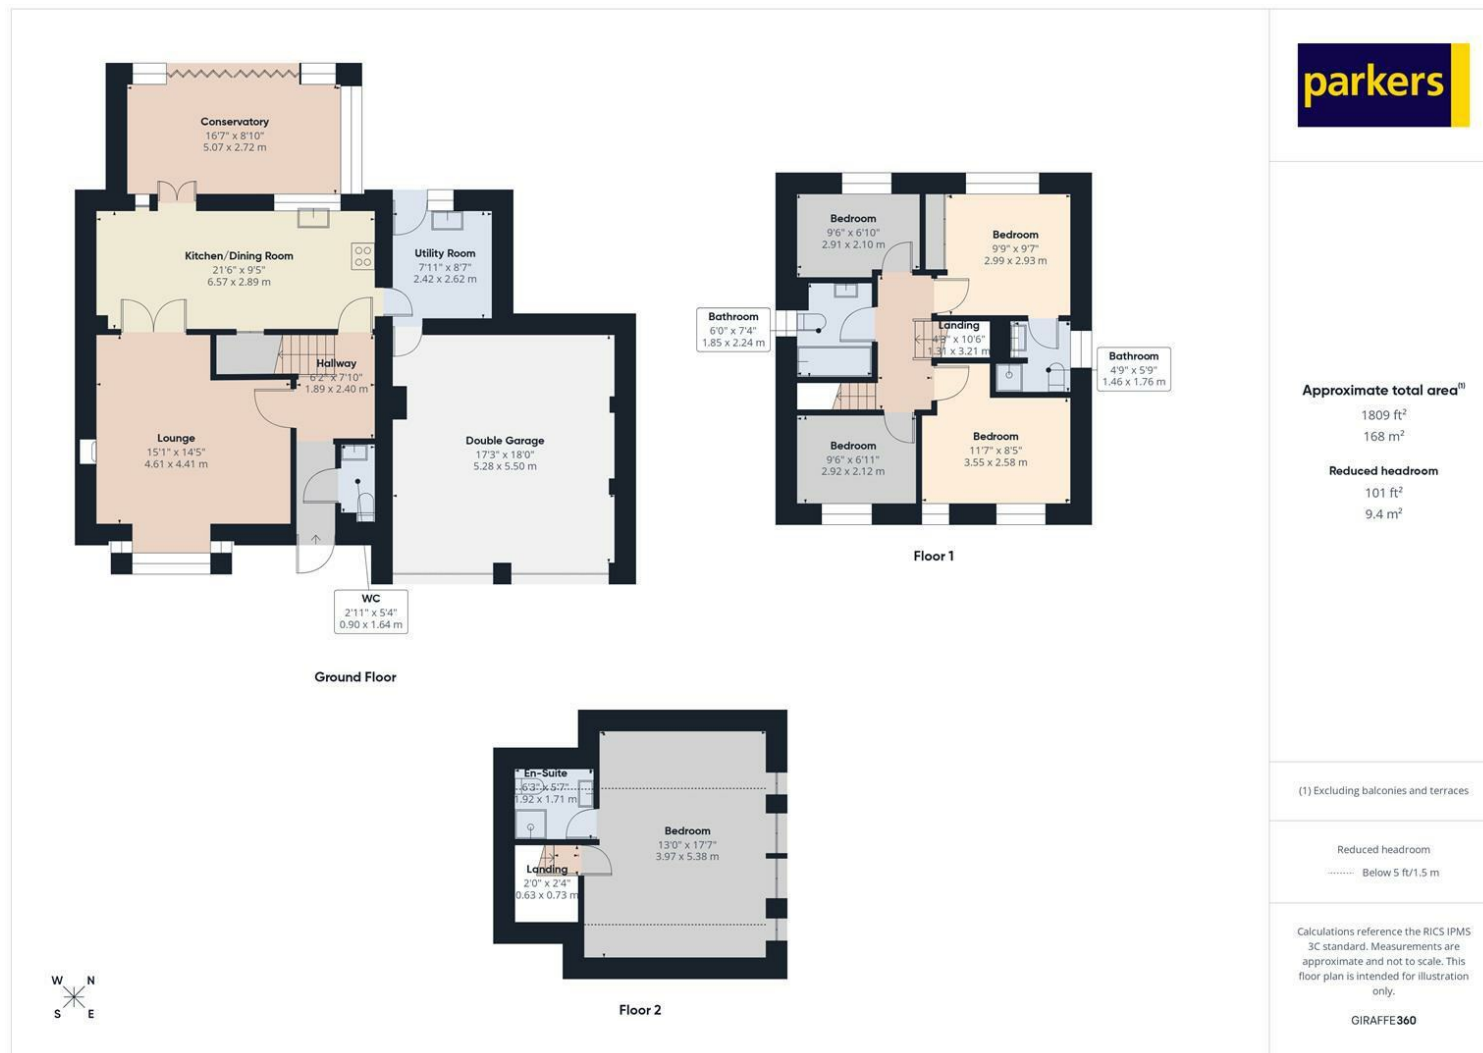 parkers
Conservatory
16'7" x 8'10"
5.07 x 2.72 m
Kitchen/Dining Room
21'6" x 9'5"
6.57 x 2.89 m
Utility Room
7'11" x 8'7"
2.42 x 2.62 m
Hallway
6'2" x 7'10"
1.89 x 2.40 m
Lounge
15'1" x 14'5"
4.61 x 4.41 m
Double Garage
17'3" x 18'0"
5.28 x 5.50 m
WC
2'11" x 5'4"
0.90 x 1.64 m
Ground Floor
Bedroom
9'6" x 6'10"
2.91 x 2.10 m
Bedroom
9'9" x 9'7"
2.99 x 2.93 m
Bathroom
6'0" x 7'4"
1.85 x 2.24 m
Landing
4'3" x 10'6"
1.31 x 3.21 m
Bathroom
4'9" x 5'9"
1.46 x 1.76 m
Bedroom
9'6" x 6'11"
2.92 x 2.12 m
Bedroom
11'7" x 8'5"
3.55 x 2.58 m
Floor 1
En-Suite
6'3" x 5'7"
1.92 x 1.71 m
Bedroom
13'0" x 17'7"
3.97 x 5.38 m
Landing
2'0" x 2'4"
0.63 x 0.73 m
Floor 2
W N
S E
Approximate total area(1)
1809 ft²
168 m²
Reduced headroom
101 ft²
9.4 m²
(1) Excluding balconies and terraces
Reduced headroom
Below 5 ft/1.5 m
Calculations reference the RICS IPMS
3C standard. Measurements are
approximate and not to scale. This
floor plan is intended for illustration
only.
GIRAFFE360